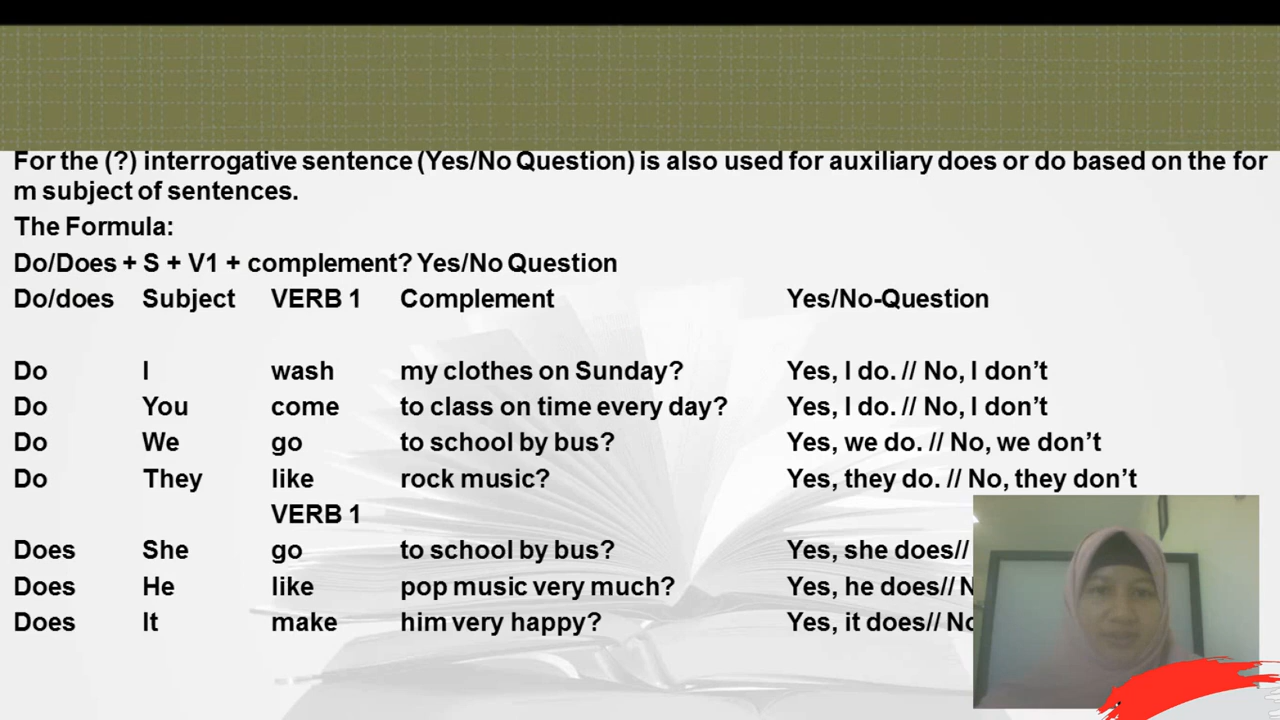 For the (?) interrogative sentence (Yes/No Question) is also used for auxiliary does or do based on the for
m subject of sentences.
The Formula:
Do/Does + S + V1 + complement? Yes/No Question
Do/does Subject VERB 1 Complement Yes/No-Question
Do I wash my clothes on Sunday? Yes, I do. // No, I don’t
Do You come to class on time every day? Yes, I do. // No, I don’t
Do We go to school by bus? Yes, we do. // No, we don’t
Do They like rock music? Yes, they do. // No, they don’t
VERB 1
Does She go to school by bus? Yes, she does//
Does He like pop music very much? Yes, he does//
Does It make him very happy? Yes, it does//